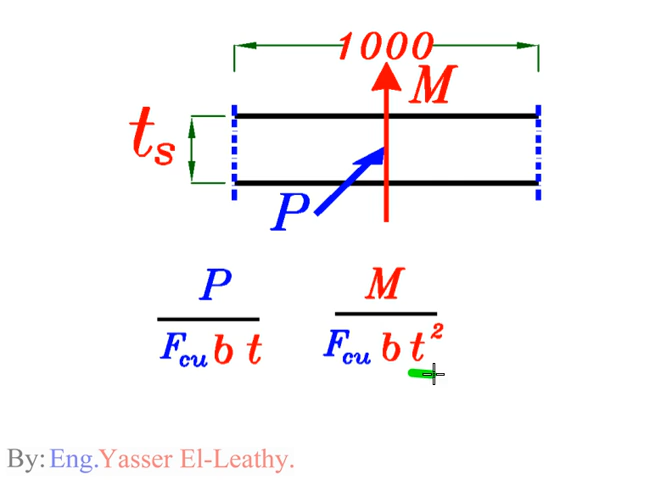 1000
M
ts
P
P M
Fcu b t Fcu b t²
By: Eng.Yasser El-Leathy.